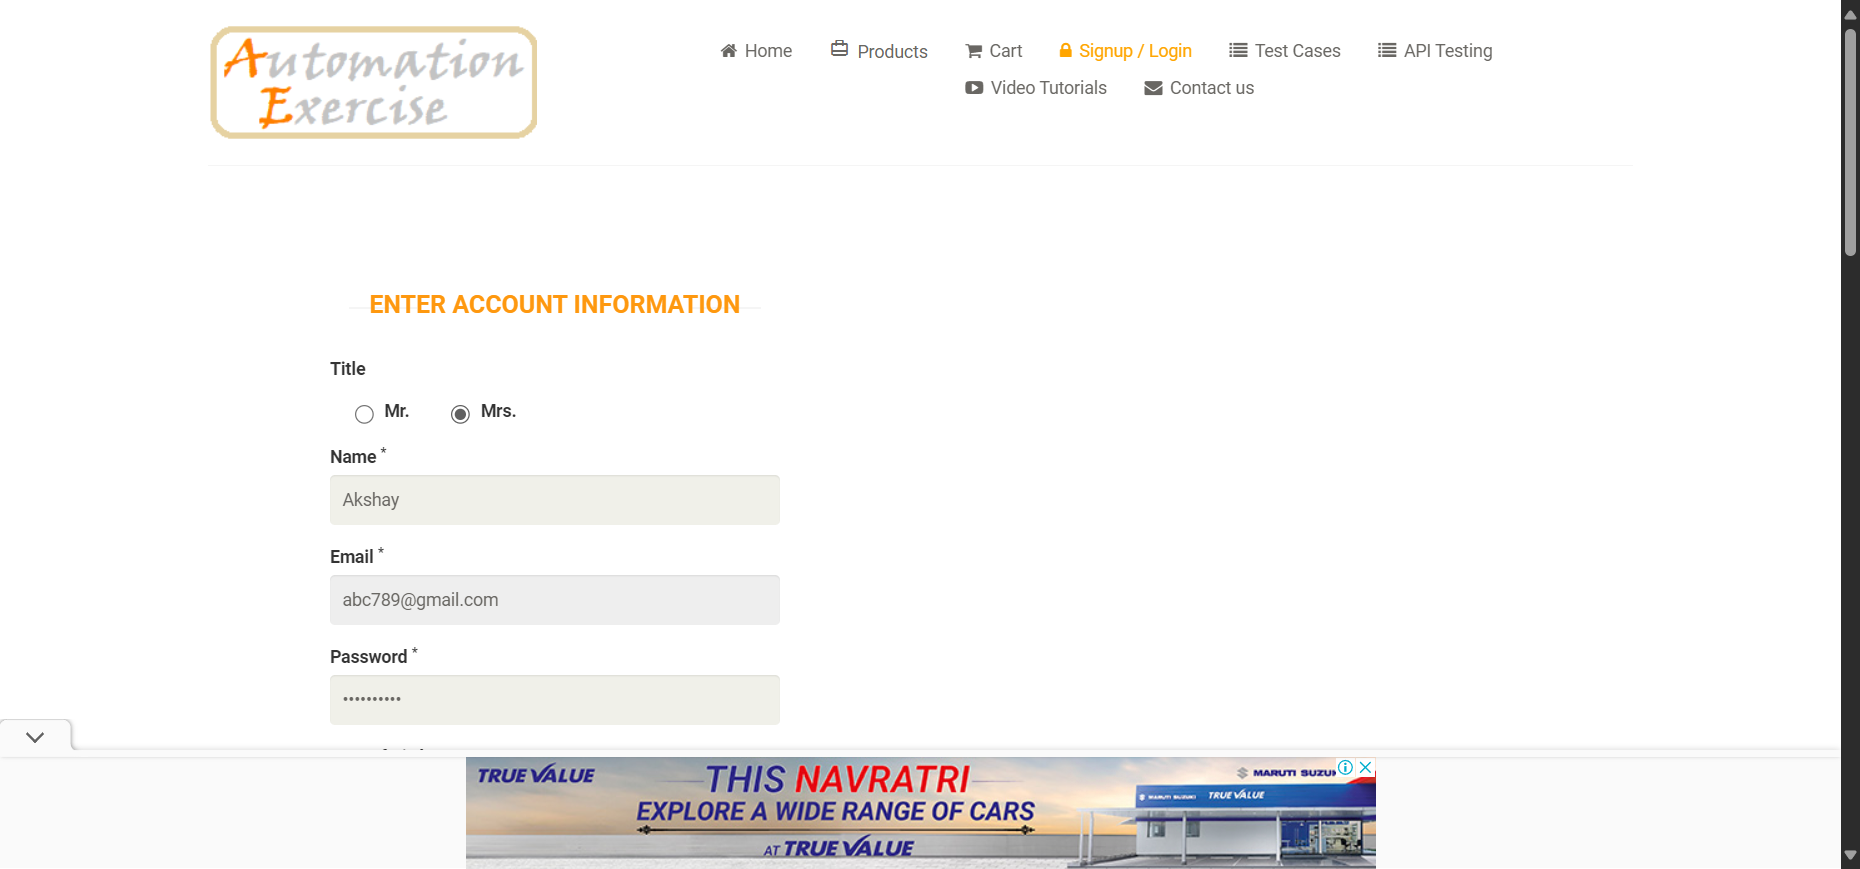 Automation
Exercise
Home
Products
Cart
Signup / Login
Test Cases
API Testing
Video Tutorials
Contact us
ENTER ACCOUNT INFORMATION
Title
Mr.
Mrs.
Name *
Akshay
Email *
abc789@gmail.com
Password *
••••••••••
TRUE VALUE
THIS NAVRATRI
EXPLORE A WIDE RANGE OF CARS
AT TRUE VALUE
MARUTI SUZUKI
MARUTI SUZUKI TRUE VALUE